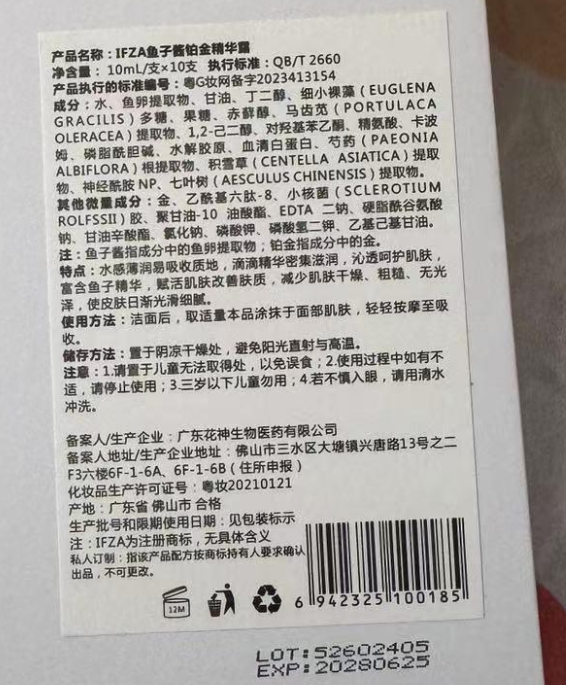 产品名称：IFZA鱼子酱铂金精华露
净含量：10mL/支×10支 执行标准：QB/T 2660
产品执行的标准编号：粤G妆网备字2023413154
成分：水、鱼卵提取物、甘油、丁二醇、细小裸藻（EUGLENA
GRACILIS）多糖、果糖、赤藓醇、马齿苋（PORTULACA
OLERACEA）提取物、1,2-己二醇、对羟基苯乙酮、精氨酸、卡波
姆、磷脂酰胆碱、水解胶原、血清白蛋白、芍药（PAEONIA
ALBIFLORA）根提取物、积雪草（CENTELLA ASIATICA）提取
物、神经酰胺 NP、七叶树（AESCULUS CHINENSIS）提取物。
其他微量成分：金、乙酰基六肽-8、小核菌（SCLEROTIUM
ROLFSSII）胶、聚甘油-10 油酸酯、EDTA 二钠、硬脂酰谷氨酸
钠、甘油辛酸酯、氯化钠、磷酸钾、磷酸氢二钾、乙基己基甘油。
注：鱼子酱指成分中的鱼卵提取物；铂金指成分中的金。
特点：水感薄润易吸收质地，滴滴精华密集滋润，沁透呵护肌肤，
富含鱼子精华，赋活肌肤改善肤质，减少肌肤干燥、粗糙、无光
泽，使皮肤日渐光滑细腻。
使用方法：洁面后，取适量本品涂抹于面部肌肤，轻轻按摩至吸
收。
储存方法：置于阴凉干燥处，避免阳光直射与高温。
注意：1.请置于儿童无法取得处，以免误食；2.使用过程中如有不
适，请停止使用；3.三岁以下儿童勿用；4.若不慎入眼，请用清水
冲洗。
备案人/生产企业：广东花神生物医药有限公司
备案人地址/生产企业地址：佛山市三水区大塘镇兴唐路13号之二
F3六楼6F-1-6A、6F-1-6B（住所申报）
化妆品生产许可证号：粤妆20210121
产地：广东省 佛山市 合格
生产批号和限期使用日期：见包装标示
注：IFZA为注册商标，无具体含义
私人订制：指该产品配方按商标持有人要求确认
出品，不可更改。
12M
6 942325 100185
LOT:52602405
EXP:20280625